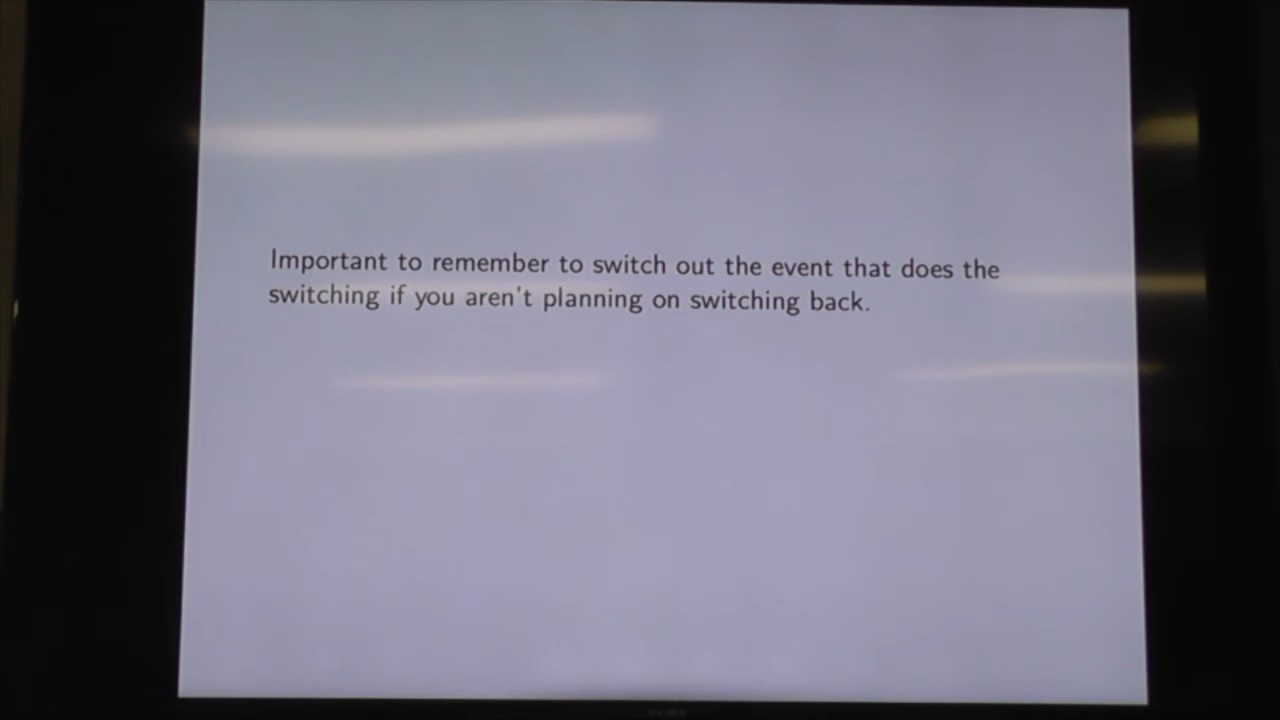 Important to remember to switch out the event that does the
switching if you aren't planning on switching back.